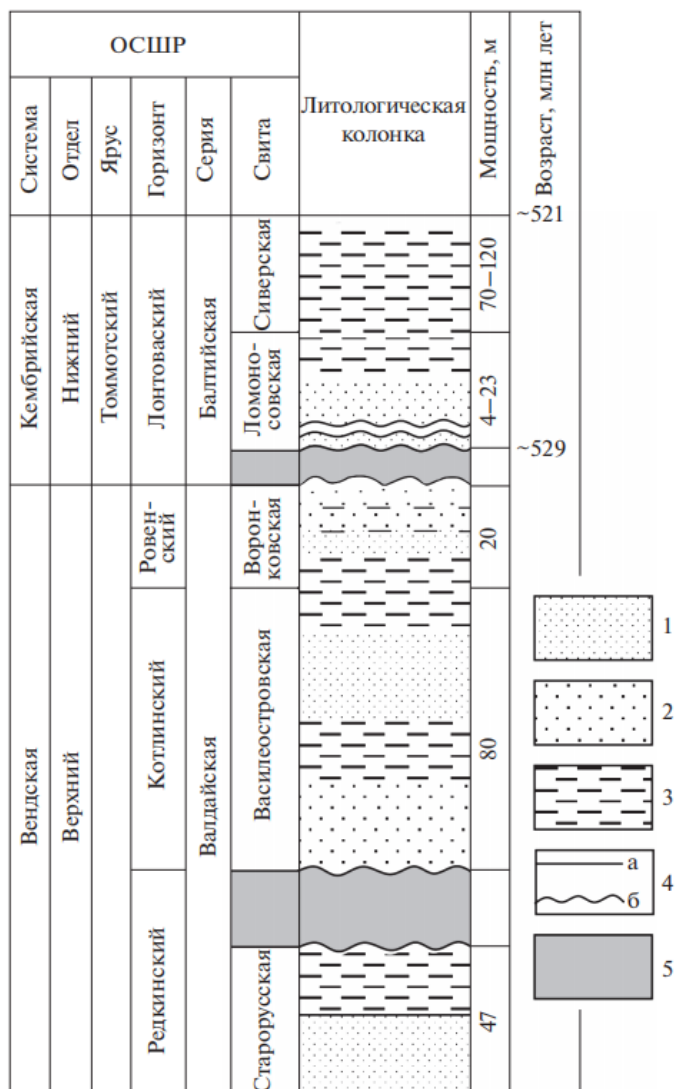 ОСШР
Система
Отдел
Ярус
Горизонт
Серия
Свита
Литологическая
колонка
Мощность, м
Возраст, млн лет
~521
Кембрийская
Нижний
Томмотский
Лонтоваский
Балтийская
Сиверская
70–120
Ломоно-
совская
4–23
~529
Вендская
Верхний
Ровен-
ский
Валдайская
Ворон-
ковская
20
Котлинский
Василеостровская
80
Редкинский
Старорусская
47
1
2
3
а
б
4
5